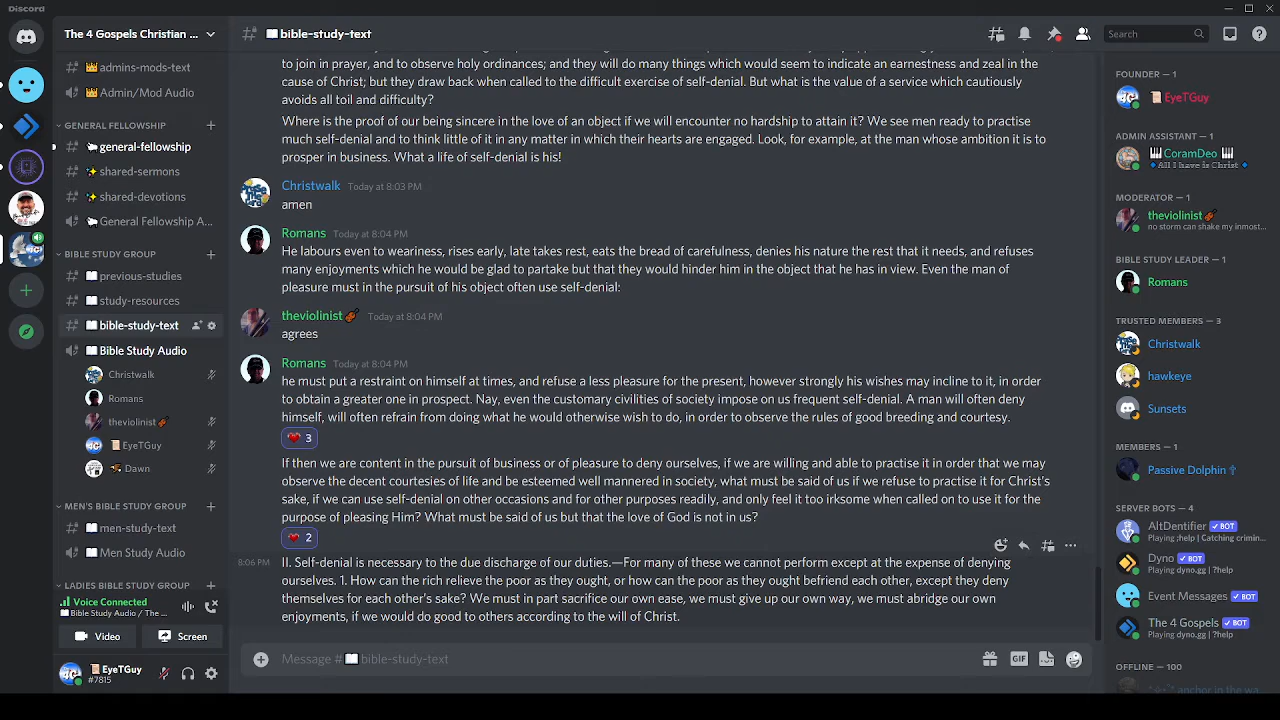 Discord
The 4 Gospels Christian ...
admins-mods-text
Admin/Mod Audio
GENERAL FELLOWSHIP
general-fellowship
shared-sermons
shared-devotions
General Fellowship A...
BIBLE STUDY GROUP
previous-studies
study-resources
bible-study-text
Bible Study Audio
Christwalk
Romans
theviolinist
EyeTGuy
Dawn
MEN'S BIBLE STUDY GROUP
men-study-text
Men Study Audio
LADIES BIBLE STUDY GROUP
Voice Connected
Bible Study Audio / The ...
Video
Screen
EyeTGuy
#7815
bible-study-text
Search
to join in prayer, and to observe holy ordinances; and they will do many things which would seem to indicate an earnestness and zeal in the
cause of Christ; but they draw back when called to the difficult exercise of self-denial. But what is the value of a service which cautiously
avoids all toil and difficulty?
Where is the proof of our being sincere in the love of an object if we will encounter no hardship to attain it? We see men ready to practise
much self-denial and to think little of it in any matter in which their hearts are engaged. Look, for example, at the man whose ambition it is to
prosper in business. What a life of self-denial is his!
Christwalk Today at 8:03 PM
amen
Romans Today at 8:04 PM
He labours even to weariness, rises early, late takes rest, eats the bread of carefulness, denies his nature the rest that it needs, and refuses
many enjoyments which he would be glad to partake but that they would hinder him in the object that he has in view. Even the man of
pleasure must in the pursuit of his object often use self-denial:
theviolinist Today at 8:04 PM
agrees
Romans Today at 8:04 PM
he must put a restraint on himself at times, and refuse a less pleasure for the present, however strongly his wishes may incline to it, in order
to obtain a greater one in prospect. Nay, even the customary civilities of society impose on us frequent self-denial. A man will often deny
himself, will often refrain from doing what he would otherwise wish to do, in order to observe the rules of good breeding and courtesy.
3
If then we are content in the pursuit of business or of pleasure to deny ourselves, if we are willing and able to practise it in order that we may
observe the decent courtesies of life and be esteemed well mannered in society, what must be said of us if we refuse to practise it for Christ's
sake, if we can use self-denial on other occasions and for other purposes readily, and only feel it too irksome when called on to use it for the
purpose of pleasing Him? What must be said of us but that the love of God is not in us?
2
8:06 PM II. Self-denial is necessary to the due discharge of our duties.—For many of these we cannot perform except at the expense of denying
ourselves. 1. How can the rich relieve the poor as they ought, or how can the poor as they ought befriend each other, except they deny
themselves for each other's sake? We must in part sacrifice our own ease, we must give up our own way, we must abridge our own
enjoyments, if we would do good to others according to the will of Christ.
Message # bible-study-text
GIF
FOUNDER — 1
EyeTGuy
ADMIN ASSISTANT — 1
CoramDeo
All I have is Christ
MODERATOR — 1
theviolinist
no storm can shake my inmost...
BIBLE STUDY LEADER — 1
Romans
TRUSTED MEMBERS — 3
Christwalk
hawkeye
Sunsets
MEMBERS — 1
Passive Dolphin ✝
SERVER BOTS — 4
AltDentifier ✓ BOT
Playing ;help | Catching crimin...
Dyno ✓ BOT
Playing dyno.gg | ?help
Event Messages ✓ BOT
The 4 Gospels ✓ BOT
Playing dyno.gg | ?help
OFFLINE — 100
anchor in the wa